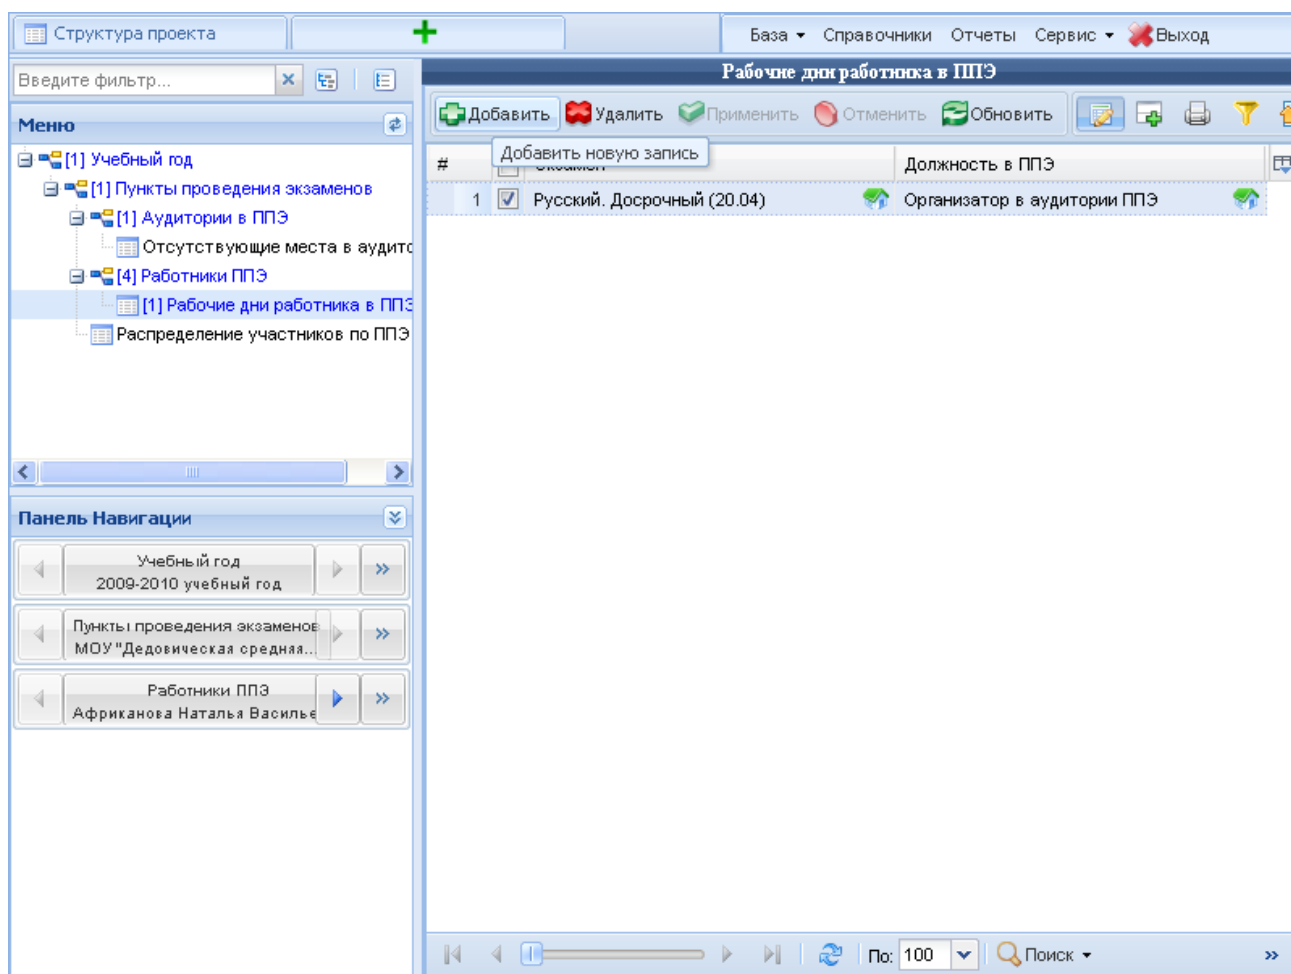 Структура проекта
База Справочники Отчеты Сервис Выход
Введите фильтр...
Рабочие дни работника в ППЭ
Меню
Добавить Удалить Применить Отменить Обновить
Добавить новую запись
# Должность в ППЭ
[1] Учебный год
[1] Пункты проведения экзаменов
[1] Аудитории в ППЭ
Отсутствующие места в аудито
[4] Работники ППЭ
[1] Рабочие дни работника в ППЭ
Распределение участников по ППЭ
1 Русский. Досрочный (20.04) Организатор в аудитории ППЭ
Панель Навигации
Учебный год
2009-2010 учебный год
Пункты проведения экзаменов
МОУ "Дедовическая средняя...
Работники ППЭ
Африканова Наталья Василье
По: 100 Поиск